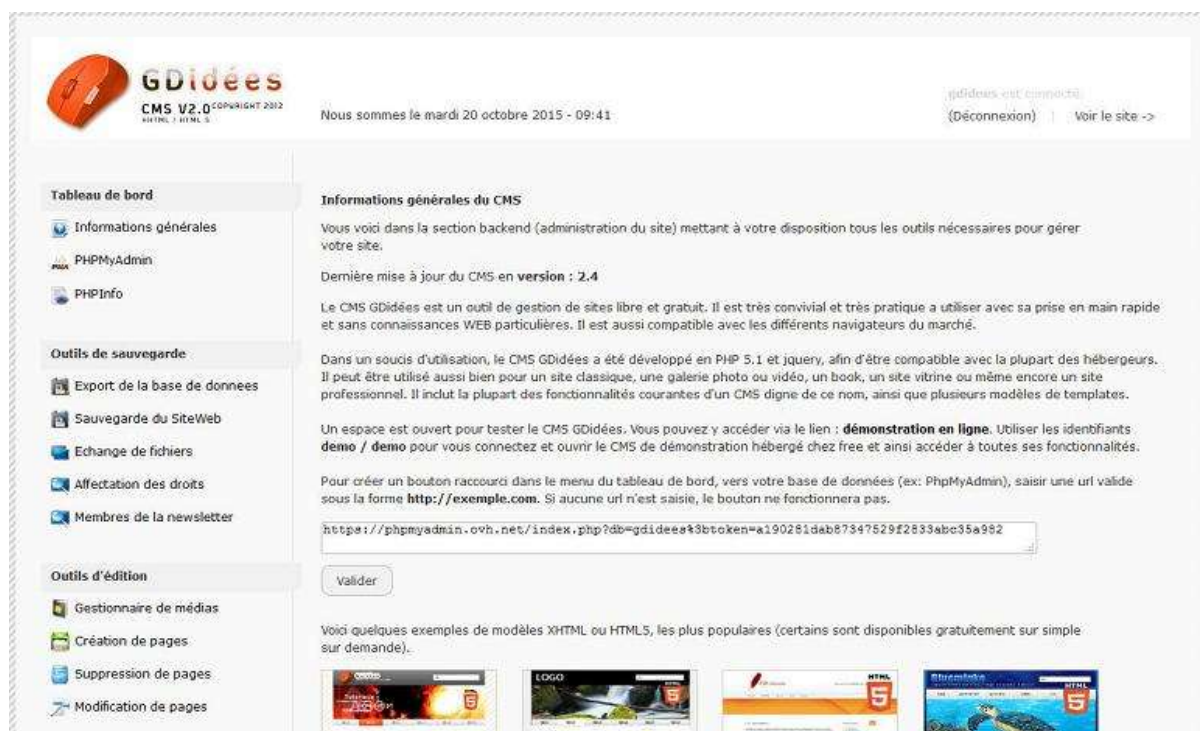 GDidées
CMS V2.0 COPYRIGHT 2012
XHTML / HTML 5
Nous sommes le mardi 20 octobre 2015 - 09:41
gdidees est connecté.
(Déconnexion) | Voir le site ->
Tableau de bord
Informations générales
PHPMyAdmin
PHPInfo
Outils de sauvegarde
Export de la base de donnees
Sauvegarde du SiteWeb
Echange de fichiers
Affectation des droits
Membres de la newsletter
Outils d'édition
Gestionnaire de médias
Création de pages
Suppression de pages
Modification de pages
Informations générales du CMS
Vous voici dans la section backend (administration du site) mettant à votre disposition tous les outils nécessaires pour gérer
votre site.
Dernière mise à jour du CMS en version : 2.4
Le CMS GDidées est un outil de gestion de sites libre et gratuit. Il est très convivial et très pratique a utiliser avec sa prise en main rapide
et sans connaissances WEB particulières. Il est aussi compatible avec les différents navigateurs du marché.
Dans un soucis d'utilisation, le CMS GDidées a été développé en PHP 5.1 et jquery, afin d'être compatible avec la plupart des hébergeurs.
Il peut être utilisé aussi bien pour un site classique, une galerie photo ou vidéo, un book, un site vitrine ou même encore un site
professionnel. Il inclut la plupart des fonctionnalités courantes d'un CMS digne de ce nom, ainsi que plusieurs modèles de templates.
Un espace est ouvert pour tester le CMS GDidées. Vous pouvez y accéder via le lien : démonstration en ligne. Utiliser les identifiants
demo / demo pour vous connectez et ouvrir le CMS de démonstration hébergé chez free et ainsi accéder à toutes ses fonctionnalités.
Pour créer un bouton raccourci dans le menu du tableau de bord, vers votre base de données (ex: PhpMyAdmin), saisir une url valide
sous la forme http://exemple.com. Si aucune url n'est saisie, le bouton ne fonctionnera pas.
https://phpmyadmin.ovh.net/index.php?db=gdidees%3btoken=a190281dab87347529f2833abc35a982
Valider
Voici quelques exemples de modèles XHTML ou HTML5, les plus populaires (certains sont disponibles gratuitement sur simple
sur demande).
LOGO
HTML
HTML
Bluemlake
HTML